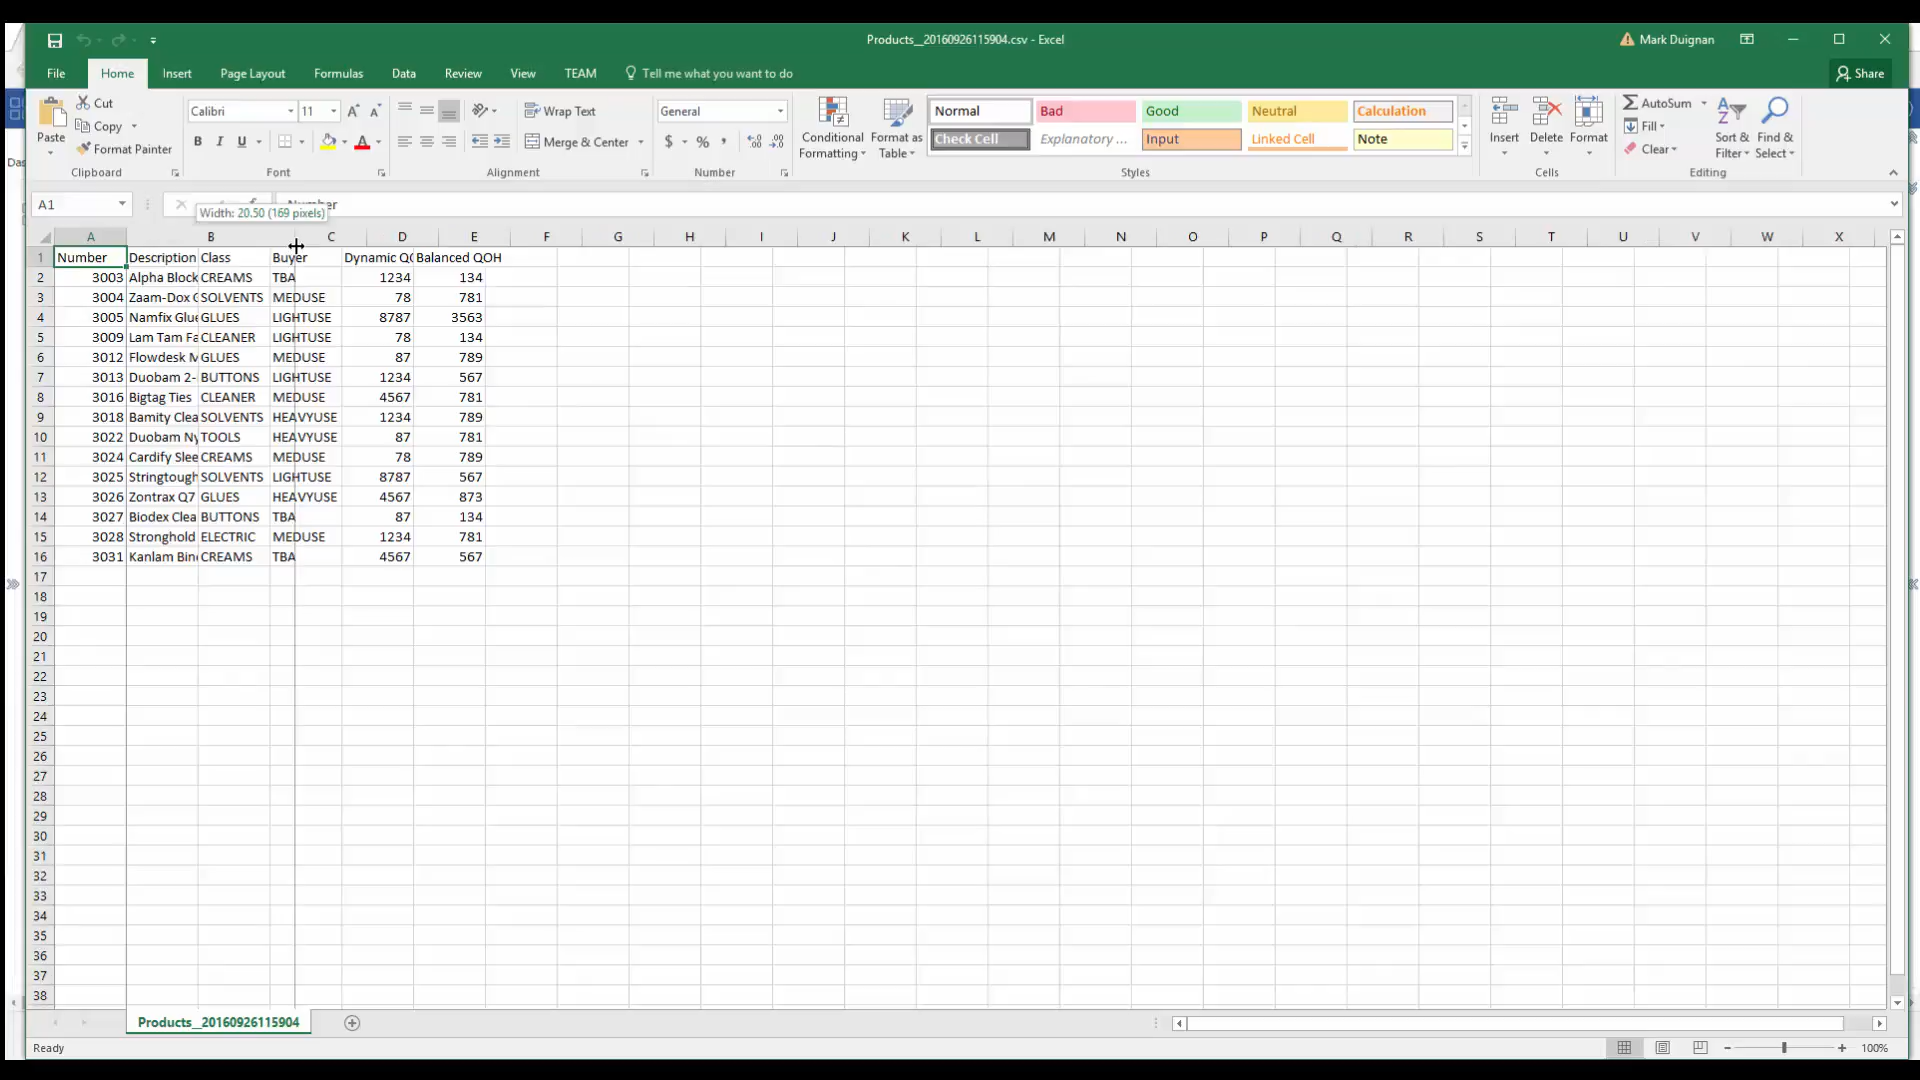 Products__20160926115904.csv - Excel
Mark Duignan
File Home Insert Page Layout Formulas Data Review View TEAM Tell me what you want to do
Share
Paste
Cut
Copy
Format Painter
Clipboard
Calibri 11 A A
B I U A
Font
Wrap Text
Merge & Center
Alignment
General
$ % ,
Number
Conditional Formatting
Format as Table
Normal Bad Good Neutral Calculation
Check Cell Explanatory ... Input Linked Cell Note
Styles
Insert Delete Format
Cells
AutoSum
Fill
Clear
Sort & Filter
Find & Select
Editing
A1
Number
Width: 20.50 (169 pixels)
A B C D E F G H I J K L M N O P Q R S T U V W X
1 Number Description Class Buyer Dynamic Balanced QOH
2 3003 Alpha Block CREAMS TBA 1234 134
3 3004 Zaam-Dox SOLVENTS MEDUSE 78 781
4 3005 Namfix Glue GLUES LIGHTUSE 8787 3563
5 3009 Lam Tam Fa CLEANER LIGHTUSE 78 134
6 3012 Flowdesk M GLUES MEDUSE 87 789
7 3013 Duobam 2- BUTTONS LIGHTUSE 1234 567
8 3016 Bigtag Ties CLEANER MEDUSE 4567 781
9 3018 Bamity Clea SOLVENTS HEAVYUSE 1234 789
10 3022 Duobam Ny TOOLS HEAVYUSE 87 781
11 3024 Cardify Slee CREAMS MEDUSE 78 789
12 3025 Stringtough SOLVENTS LIGHTUSE 8787 567
13 3026 Zontrax Q7 GLUES HEAVYUSE 4567 873
14 3027 Biodex Clea BUTTONS TBA 87 134
15 3028 Stronghold ELECTRIC MEDUSE 1234 781
16 3031 Kanlam Bin CREAMS TBA 4567 567
17
18
19
20
21
22
23
24
25
26
27
28
29
30
31
32
33
34
35
36
37
38
Products__20160926115904
Ready
100%